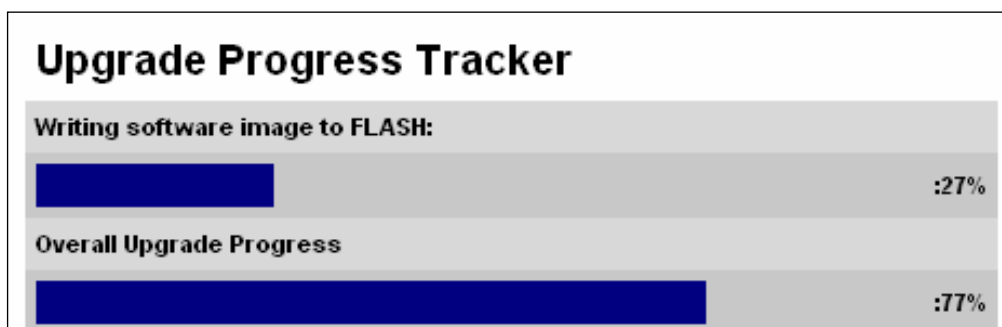 Upgrade Progress Tracker
Writing software image to FLASH:
:27%
Overall Upgrade Progress
:77%